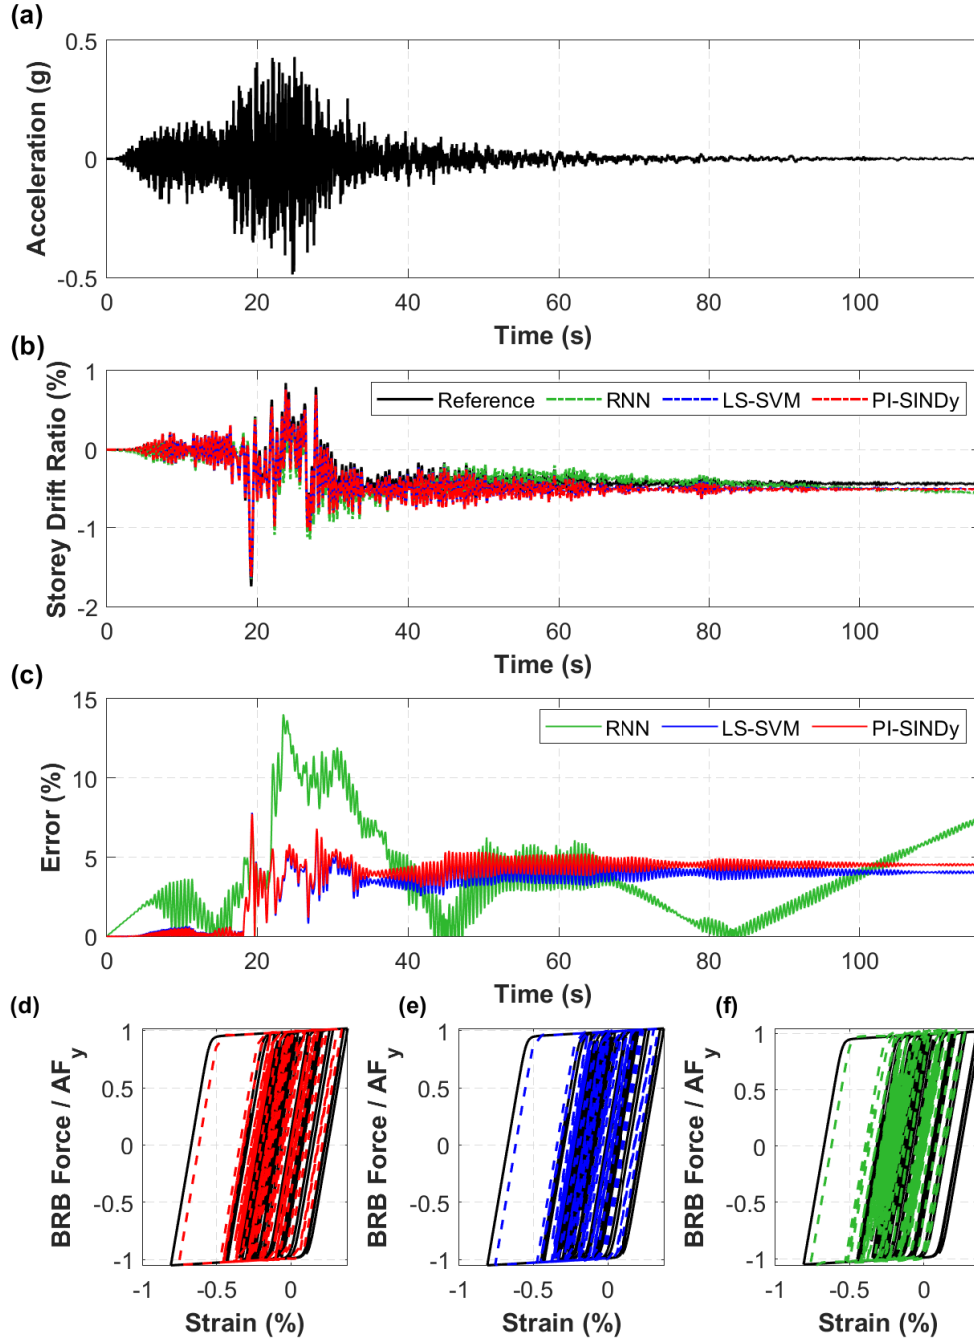 (a)
0.5
0
-0.5
Acceleration (g)
0 20 40 60 80 100
Time (s)
(b)
1
0
-1
-2
Storey Drift Ratio (%)
Reference RNN LS-SVM PI-SINDy
0 20 40 60 80 100
Time (s)
(c)
15
10
5
0
Error (%)
RNN LS-SVM PI-SINDy
0 20 40 60 80 100
Time (s)
(d)
1
0.5
0
-0.5
-1
BRB Force / AFy
-1 -0.5 0
Strain (%)
(e)
1
0.5
0
-0.5
-1
BRB Force / AFy
-1 -0.5 0
Strain (%)
(f)
1
0.5
0
-0.5
-1
BRB Force / AFy
-1 -0.5 0
Strain (%)